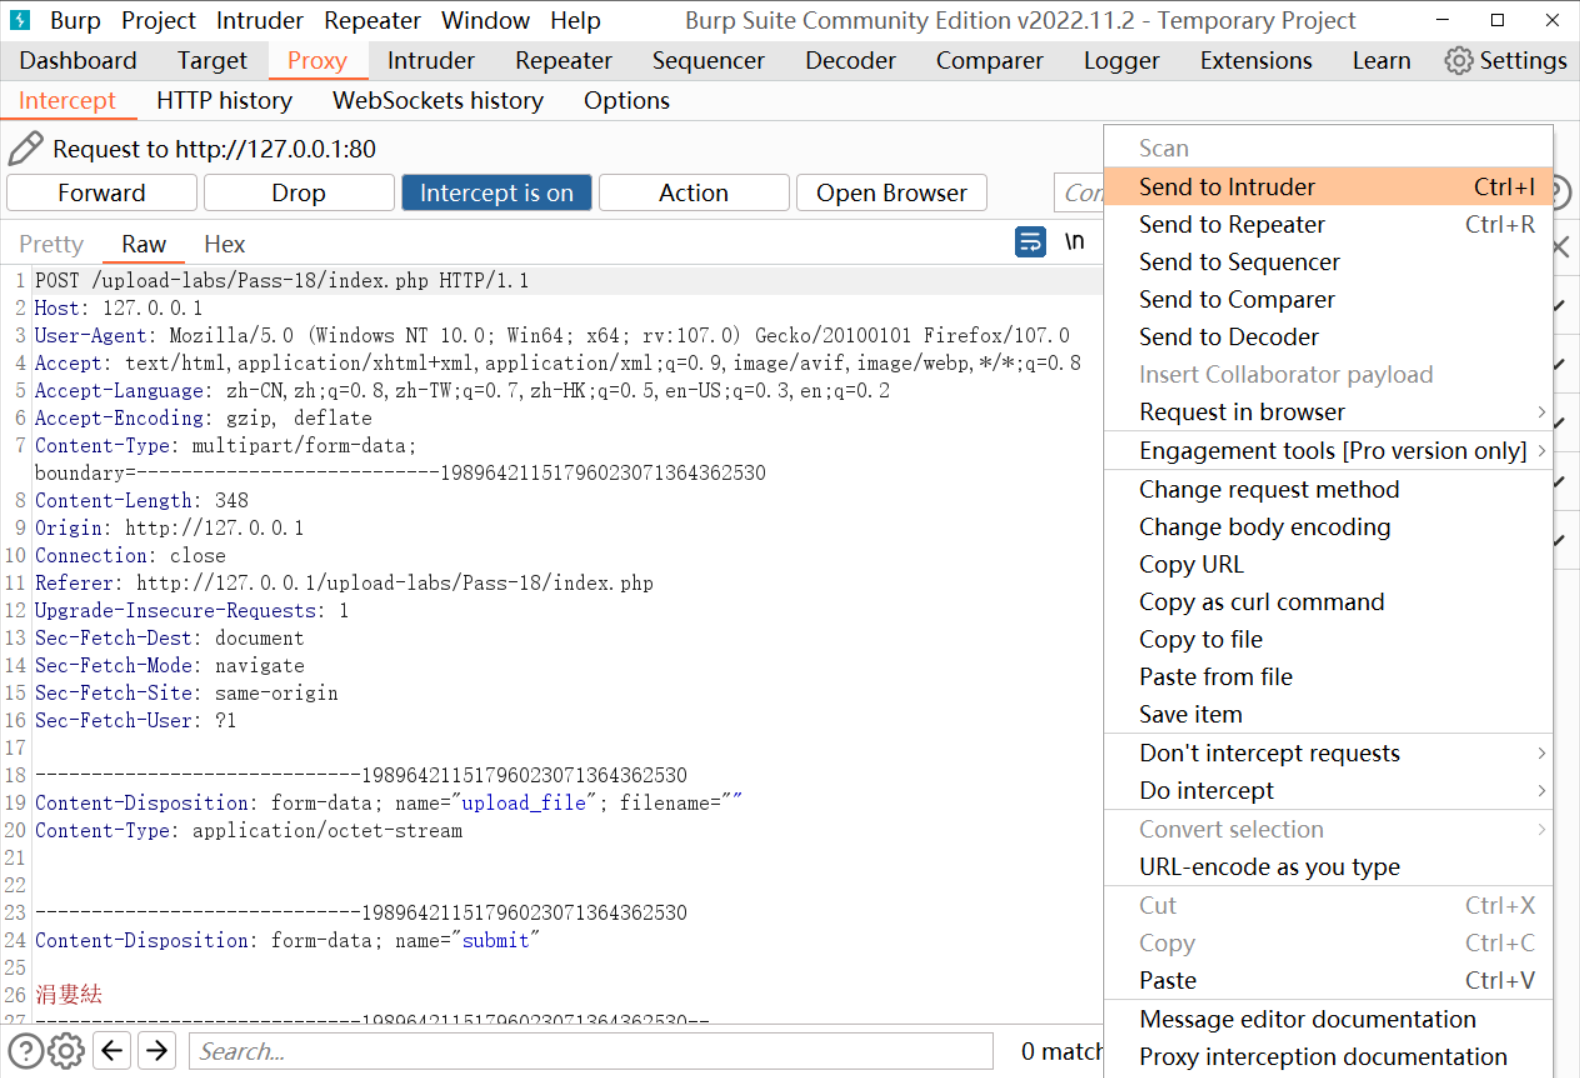 Burp Project Intruder Repeater Window Help Burp Suite Community Edition v2022.11.2 - Temporary Project
Dashboard Target Proxy Intruder Repeater Sequencer Decoder Comparer Logger Extensions Learn Settings
Intercept HTTP history WebSockets history Options
Request to http://127.0.0.1:80
Forward Drop Intercept is on Action Open Browser
Pretty Raw Hex \n
1 POST /upload-labs/Pass-18/index.php HTTP/1.1
2 Host: 127.0.0.1
3 User-Agent: Mozilla/5.0 (Windows NT 10.0; Win64; x64; rv:107.0) Gecko/20100101 Firefox/107.0
4 Accept: text/html,application/xhtml+xml,application/xml;q=0.9,image/avif,image/webp,*/*;q=0.8
5 Accept-Language: zh-CN,zh;q=0.8,zh-TW;q=0.7,zh-HK;q=0.5,en-US;q=0.3,en;q=0.2
6 Accept-Encoding: gzip, deflate
7 Content-Type: multipart/form-data;
boundary=---------------------------198964211517960230713643 62530
8 Content-Length: 348
9 Origin: http://127.0.0.1
10 Connection: close
11 Referer: http://127.0.0.1/upload-labs/Pass-18/index.php
12 Upgrade-Insecure-Requests: 1
13 Sec-Fetch-Dest: document
14 Sec-Fetch-Mode: navigate
15 Sec-Fetch-Site: same-origin
16 Sec-Fetch-User: ?1
17
18 -----------------------------19896421151796023071364362530
19 Content-Disposition: form-data; name="upload_file"; filename=""
20 Content-Type: application/octet-stream
21
22
23 -----------------------------19896421151796023071364362530
24 Content-Disposition: form-data; name="submit"
25
26 涓婁紶
27 -----------------------------19896421151796023071364362530--
Search... 0 match
Scan
Send to Intruder Ctrl+I
Send to Repeater Ctrl+R
Send to Sequencer
Send to Comparer
Send to Decoder
Insert Collaborator payload
Request in browser
Engagement tools [Pro version only]
Change request method
Change body encoding
Copy URL
Copy as curl command
Copy to file
Paste from file
Save item
Don't intercept requests
Do intercept
Convert selection
URL-encode as you type
Cut Ctrl+X
Copy Ctrl+C
Paste Ctrl+V
Message editor documentation
Proxy interception documentation